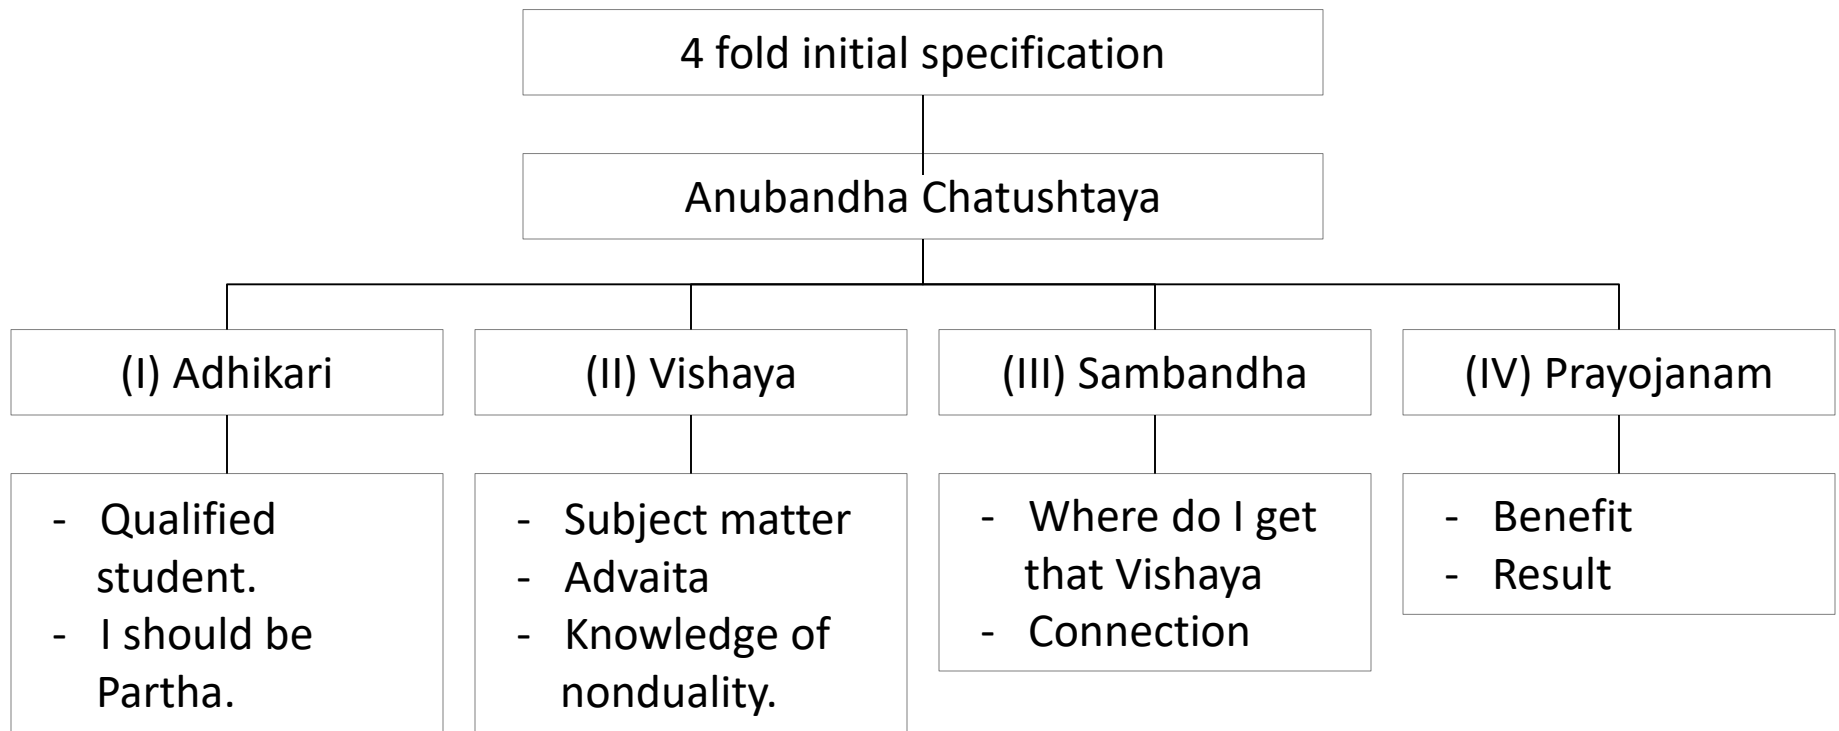 4 fold initial specification
Anubandha Chatushtaya
(I) Adhikari
(II) Vishaya
(III) Sambandha
(IV) Prayojanam
- Qualified
student.
- I should be
Partha.
- Subject matter
- Advaita
- Knowledge of
nonduality.
- Where do I get
that Vishaya
- Connection
- Benefit
- Result